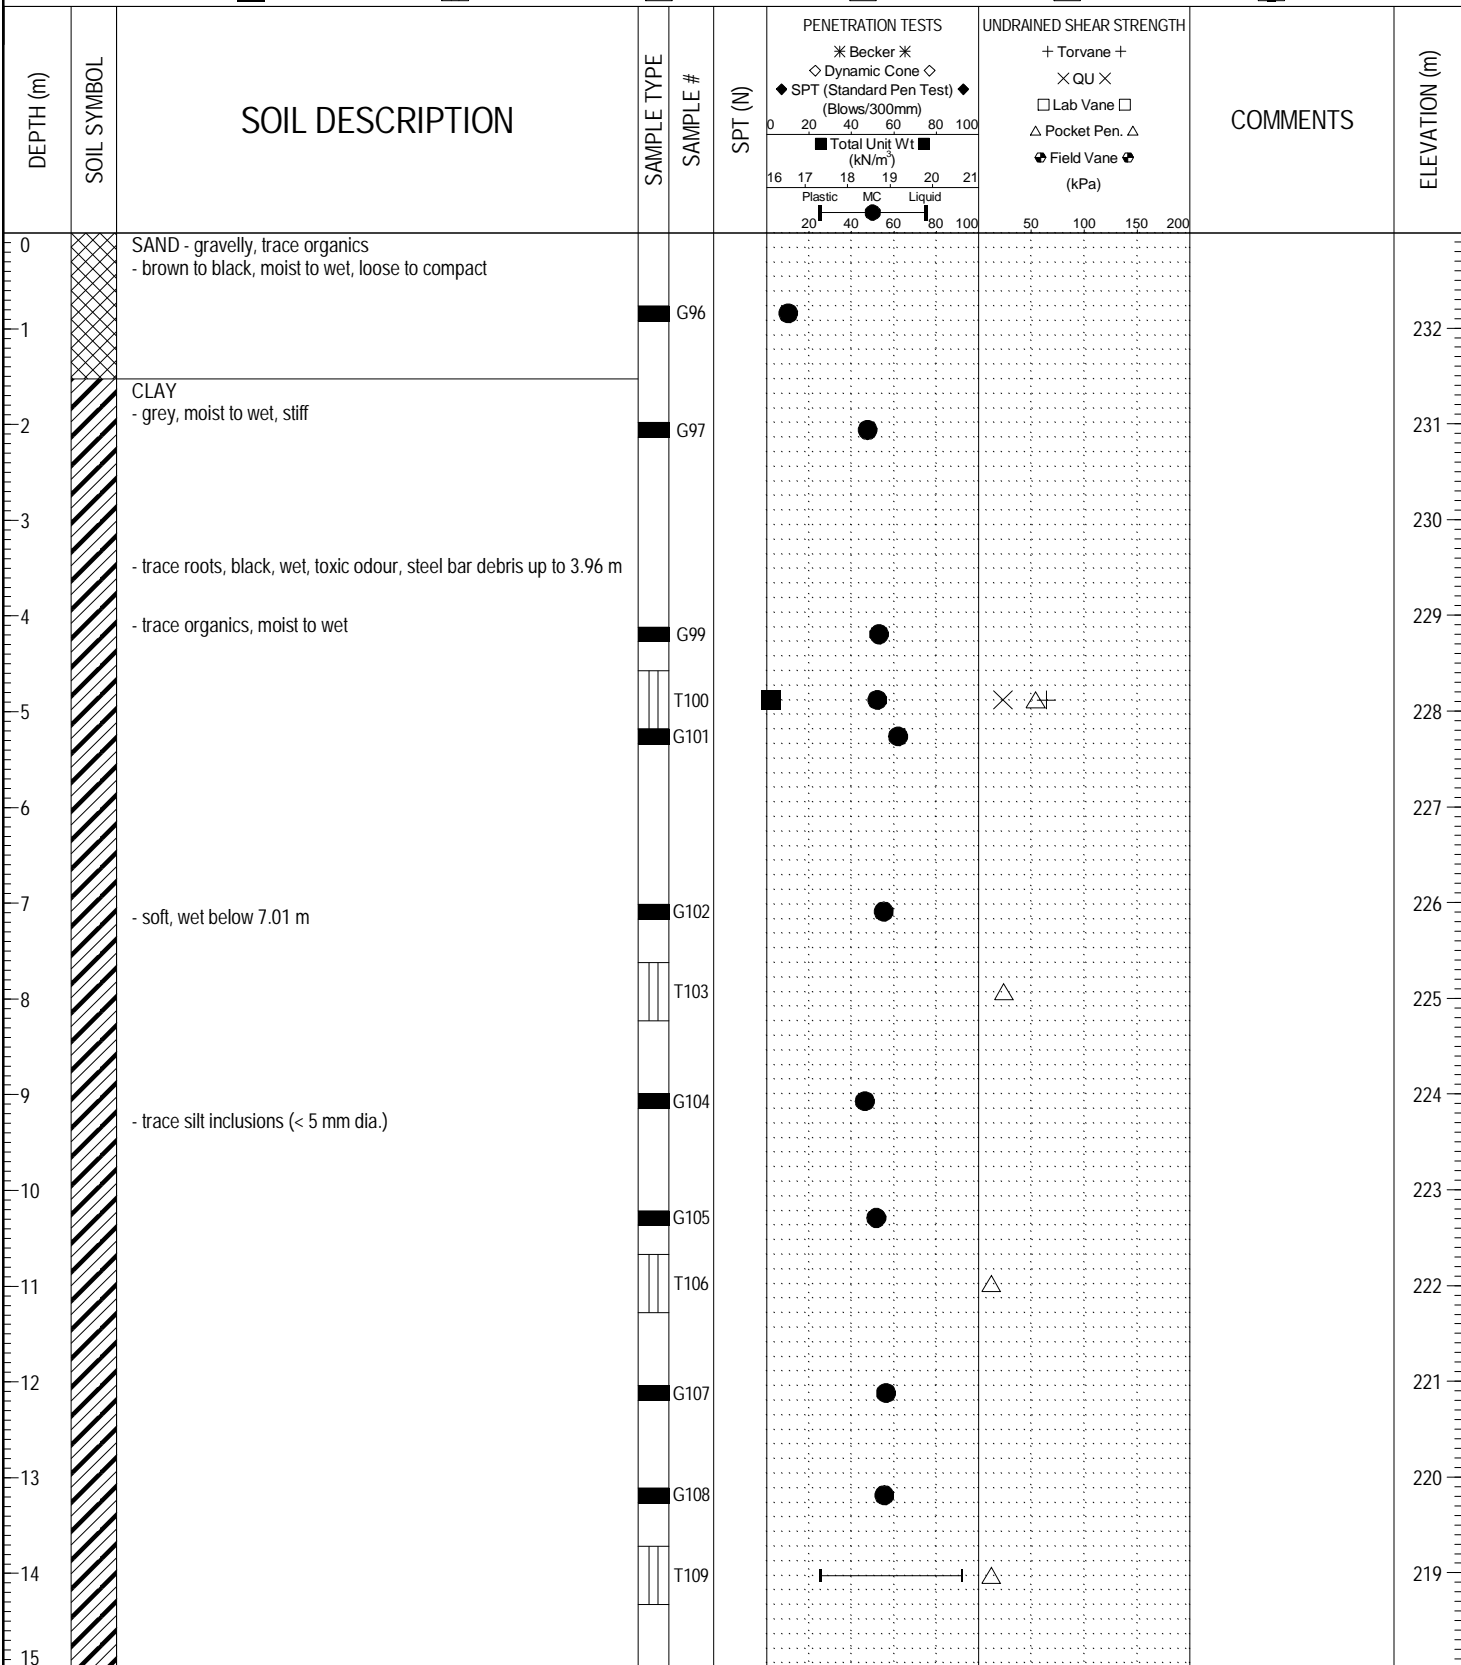 DEPTH (m)
SOIL SYMBOL
SOIL DESCRIPTION
SAMPLE TYPE
SAMPLE #
SPT (N)
PENETRATION TESTS
✳ Becker ✳
◇ Dynamic Cone ◇
◆ SPT (Standard Pen Test) ◆
(Blows/300mm)
0 20 40 60 80 100
■ Total Unit Wt ■
(kN/m³)
16 17 18 19 20 21
Plastic MC Liquid
20 40 60 80 100
UNDRAINED SHEAR STRENGTH
+ Torvane +
× QU ×
□ Lab Vane □
△ Pocket Pen. △
Field Vane
(kPa)
50 100 150 200
COMMENTS
ELEVATION (m)
0
SAND - gravelly, trace organics
- brown to black, moist to wet, loose to compact
G96
1
232
CLAY
- grey, moist to wet, stiff
2
G97
231
3
230
- trace roots, black, wet, toxic odour, steel bar debris up to 3.96 m
4
229
- trace organics, moist to wet
G99
T100
5
228
G101
6
227
7
226
- soft, wet below 7.01 m
G102
T103
8
225
9
224
G104
- trace silt inclusions (< 5 mm dia.)
10
223
G105
T106
11
222
12
221
G107
13
220
G108
14
T109
219
15